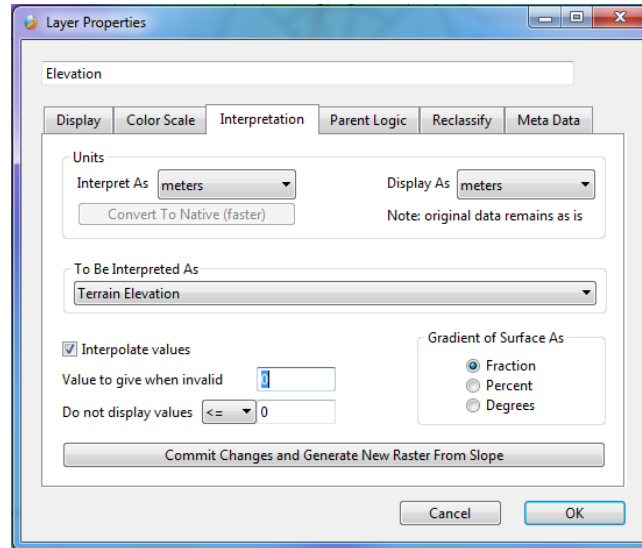 Layer Properties
Elevation
Display Color Scale Interpretation Parent Logic Reclassify Meta Data
Units
Interpret As meters Display As meters
Convert To Native (faster) Note: original data remains as is
To Be Interpreted As
Terrain Elevation
Interpolate values
Value to give when invalid 0
Do not display values <= 0
Gradient of Surface As
Fraction
Percent
Degrees
Commit Changes and Generate New Raster From Slope
Cancel OK